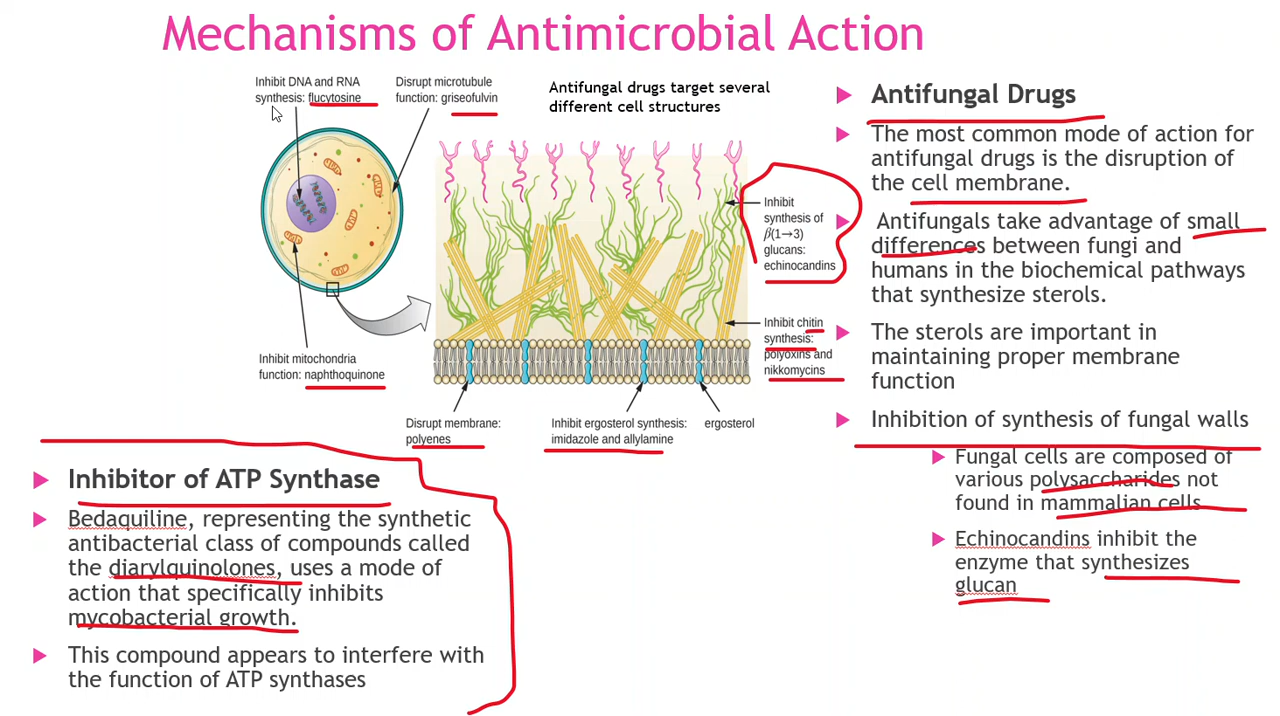 Mechanisms of Antimicrobial Action
Inhibit DNA and RNA
synthesis: flucytosine
Disrupt microtubule
function: griseofulvin
Antifungal drugs target several
different cell structures
Inhibit
synthesis of
β(1→3)
glucans:
echinocandins
Inhibit chitin
synthesis:
polyoxins and
nikkomycins
Inhibit mitochondria
function: naphthoquinone
Disrupt membrane:
polyenes
Inhibit ergosterol synthesis:
imidazole and allylamine
ergosterol
Inhibitor of ATP Synthase
Bedaquiline, representing the synthetic
antibacterial class of compounds called
the diarylquinolones, uses a mode of
action that specifically inhibits
mycobacterial growth.
This compound appears to interfere with
the function of ATP synthases
Antifungal Drugs
The most common mode of action for
antifungal drugs is the disruption of
the cell membrane.
Antifungals take advantage of small
differences between fungi and
humans in the biochemical pathways
that synthesize sterols.
The sterols are important in
maintaining proper membrane
function
Inhibition of synthesis of fungal walls
Fungal cells are composed of
various polysaccharides not
found in mammalian cells
Echinocandins inhibit the
enzyme that synthesizes
glucan